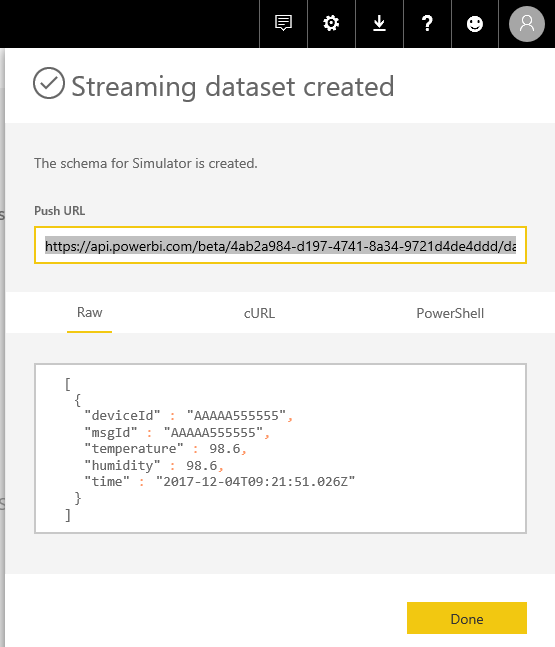 ?
Streaming dataset created
The schema for Simulator is created.
Push URL
https://api.powerbi.com/beta/4ab2a984-d197-4741-8a34-9721d4de4ddd/da
Raw cURL PowerShell
[
{
"deviceId" : "AAAAA555555",
"msgId" : "AAAAA555555",
"temperature" : 98.6,
"humidity" : 98.6,
"time" : "2017-12-04T09:21:51.026Z"
}
]
Done